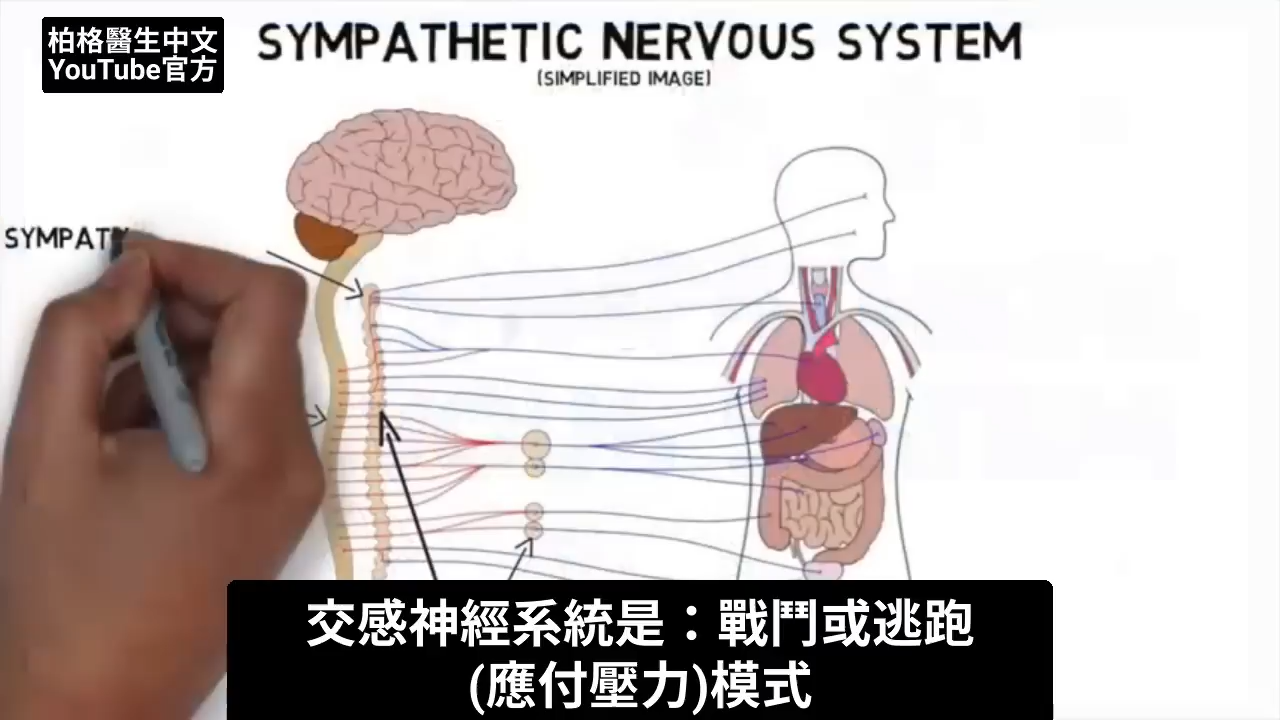 柏格醫生中文
YouTube官方
SYMPATHETIC NERVOUS SYSTEM
(SIMPLIFIED IMAGE)
SYMPAT
交感神經系統是：戰鬥或逃跑
(應付壓力)模式